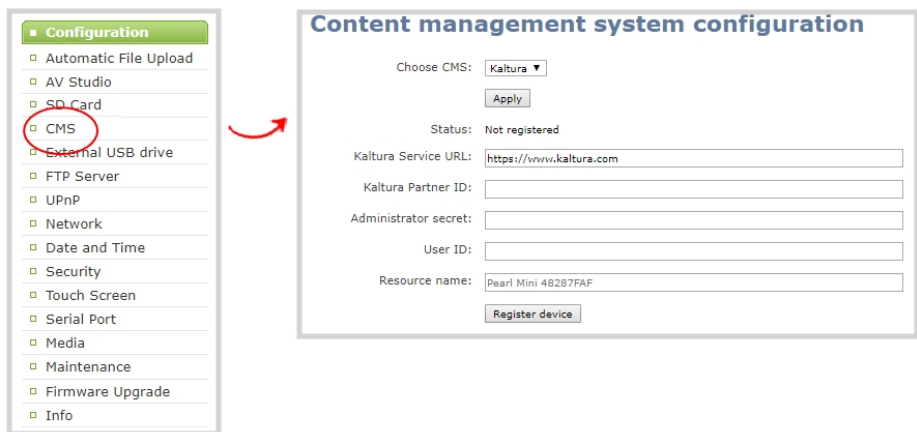 Configuration
Automatic File Upload
AV Studio
SD Card
CMS
External USB drive
FTP Server
UPnP
Network
Date and Time
Security
Touch Screen
Serial Port
Media
Maintenance
Firmware Upgrade
Info
Content management system configuration
Choose CMS: Kaltura ▼
Apply
Status: Not registered
Kaltura Service URL: https://www.kaltura.com
Kaltura Partner ID:
Administrator secret:
User ID:
Resource name: Pearl Mini 48287FAF
Register device